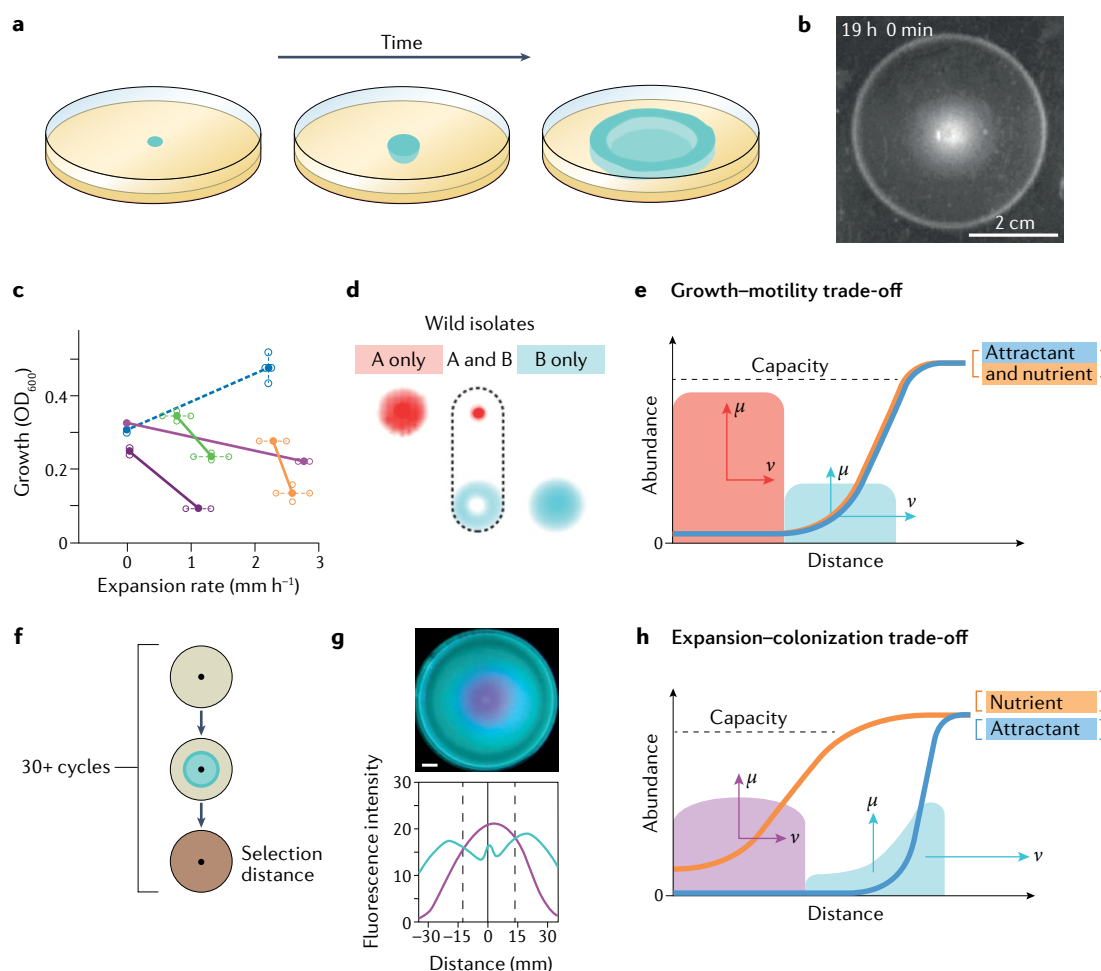 a
Time
b
19 h 0 min
2 cm
c
Growth (OD₆₀₀)
0.4
0.2
0
0
1
2
3
Expansion rate (mm h⁻¹)
d
Wild isolates
A only
A and B
B only
e Growth–motility trade-off
Abundance
0
Capacity
μ
ν
μ
ν
Attractant
and nutrient
Distance
f
30+ cycles
Selection
distance
g
Fluorescence intensity
30
20
15
10
0
−30
−15
0
15
30
Distance (mm)
h Expansion–colonization trade-off
Abundance
0
Capacity
μ
ν
μ
ν
Nutrient
Attractant
Distance